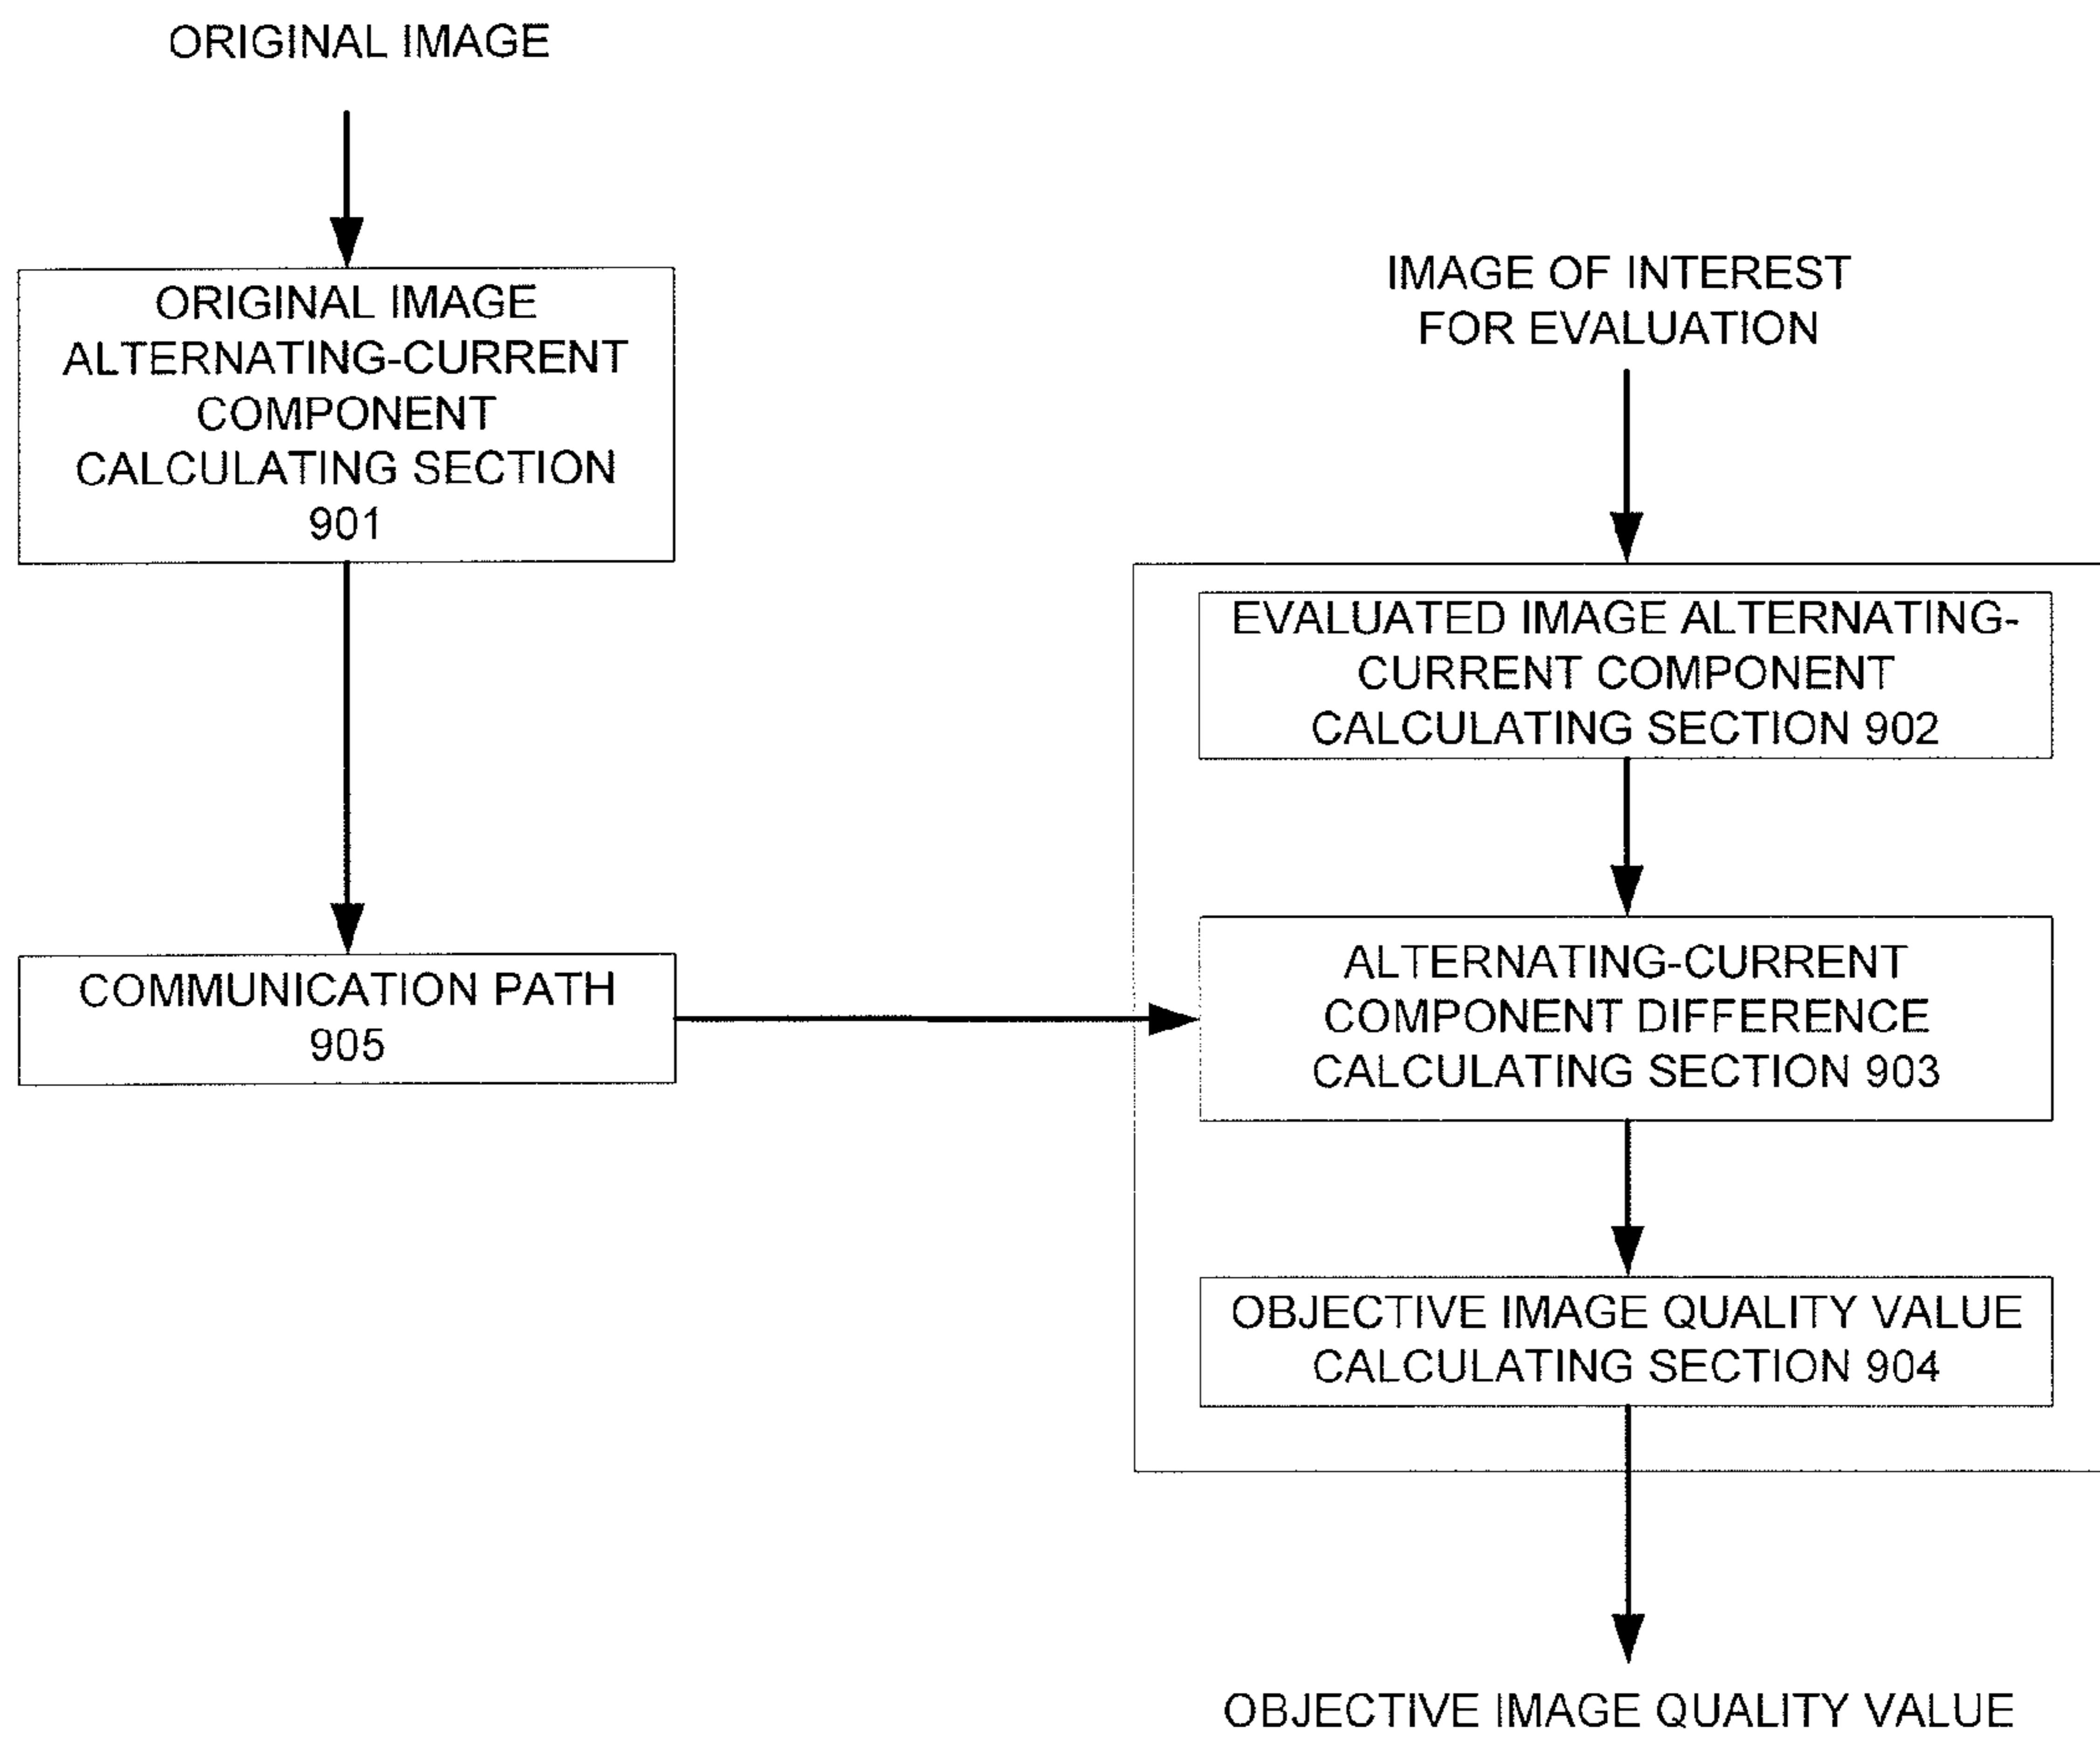 ORIGINAL IMAGE
ORIGINAL IMAGE
ALTERNATING-CURRENT
COMPONENT
CALCULATING SECTION
901
COMMUNICATION PATH
905
IMAGE OF INTEREST
FOR EVALUATION
EVALUATED IMAGE ALTERNATING-
CURRENT COMPONENT
CALCULATING SECTION 902
ALTERNATING-CURRENT
COMPONENT DIFFERENCE
CALCULATING SECTION 903
OBJECTIVE IMAGE QUALITY VALUE
CALCULATING SECTION 904
OBJECTIVE IMAGE QUALITY VALUE